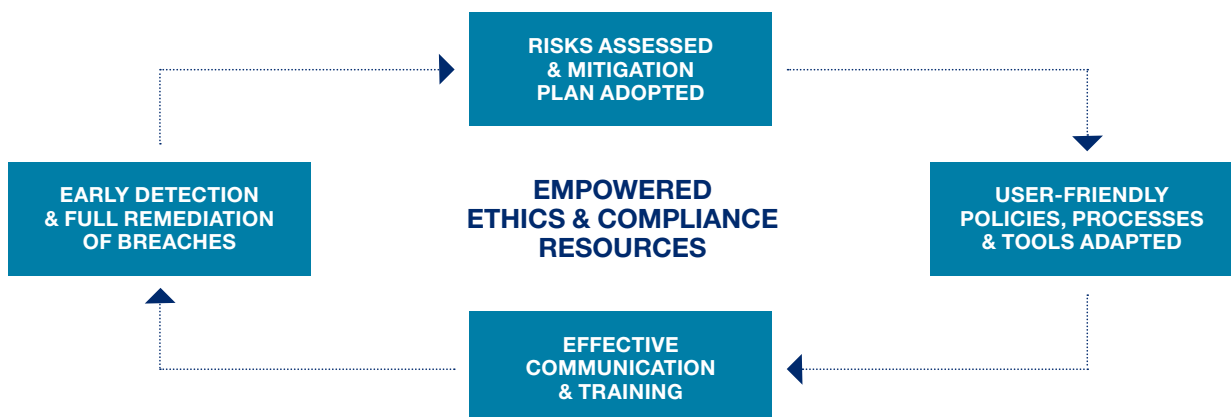 RISKS ASSESSED
& MITIGATION
PLAN ADOPTED
EARLY DETECTION
& FULL REMEDIATION
OF BREACHES
EMPOWERED
ETHICS & COMPLIANCE
RESOURCES
USER-FRIENDLY
POLICIES, PROCESSES
& TOOLS ADAPTED
EFFECTIVE
COMMUNICATION
& TRAINING